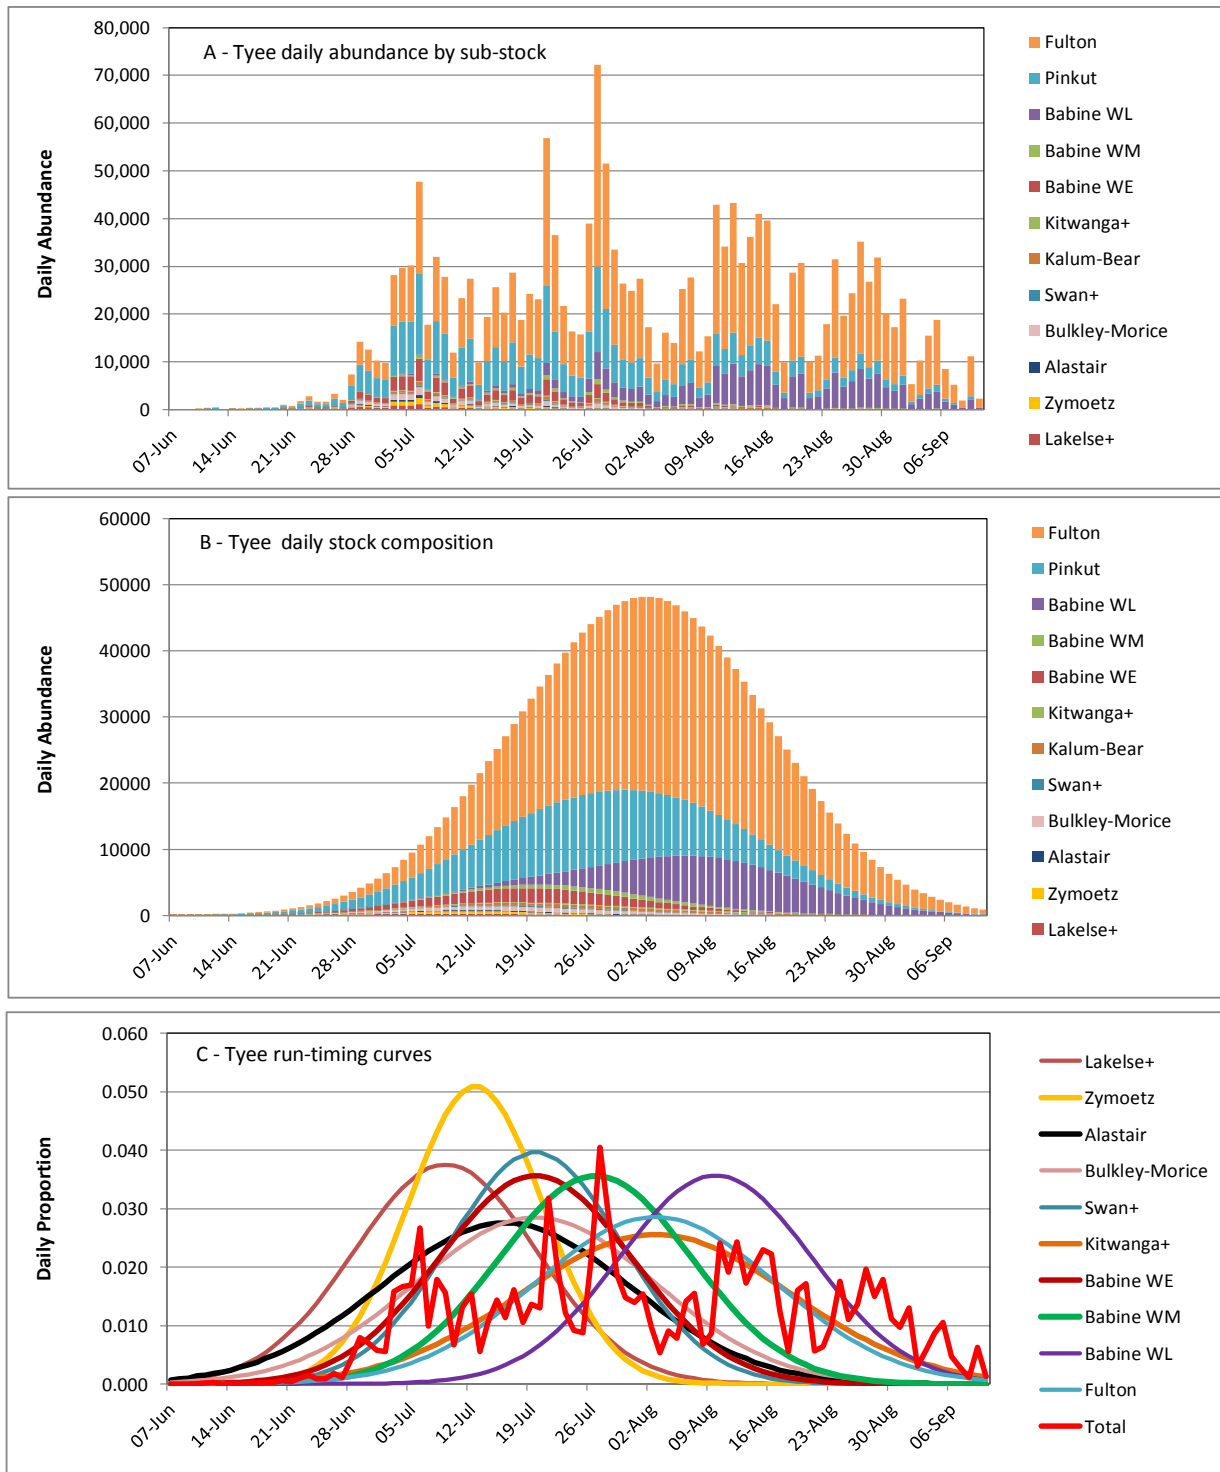 A - Tyee daily abundance by sub-stock
Daily Abundance
80,000
70,000
60,000
50,000
40,000
30,000
20,000
10,000
0
07-Jun
14-Jun
21-Jun
28-Jun
05-Jul
12-Jul
19-Jul
26-Jul
02-Aug
09-Aug
16-Aug
23-Aug
30-Aug
06-Sep
Fulton
Pinkut
Babine WL
Babine WM
Babine WE
Kitwanga+
Kalum-Bear
Swan+
Bulkley-Morice
Alastair
Zymoetz
Lakelse+
B - Tyee daily stock composition
Daily Abundance
60000
50000
40000
30000
20000
10000
0
07-Jun
14-Jun
21-Jun
28-Jun
05-Jul
12-Jul
19-Jul
26-Jul
02-Aug
09-Aug
16-Aug
23-Aug
30-Aug
06-Sep
Fulton
Pinkut
Babine WL
Babine WM
Babine WE
Kitwanga+
Kalum-Bear
Swan+
Bulkley-Morice
Alastair
Zymoetz
Lakelse+
C - Tyee run-timing curves
Daily Proportion
0.060
0.050
0.040
0.030
0.020
0.010
0.000
07-Jun
14-Jun
21-Jun
28-Jun
05-Jul
12-Jul
19-Jul
26-Jul
02-Aug
09-Aug
16-Aug
23-Aug
30-Aug
06-Sep
Lakelse+
Zymoetz
Alastair
Bulkley-Morice
Swan+
Kitwanga+
Babine WE
Babine WM
Babine WL
Fulton
Total